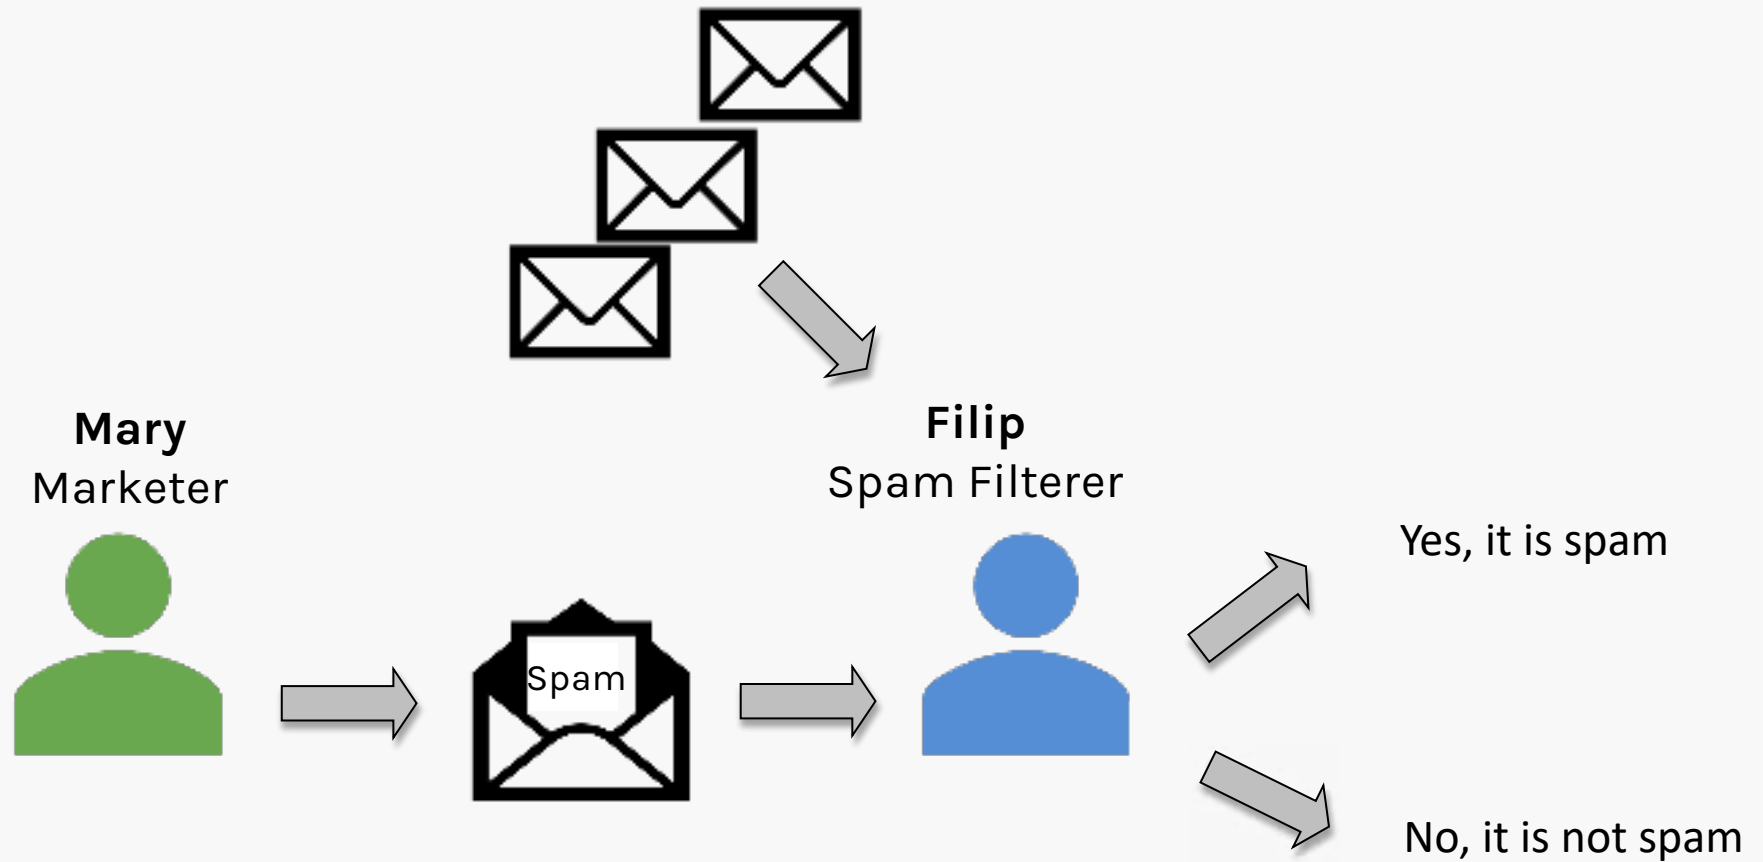 Mary
Marketer
Filip
Spam Filterer
Spam
Yes, it is spam
No, it is not spam